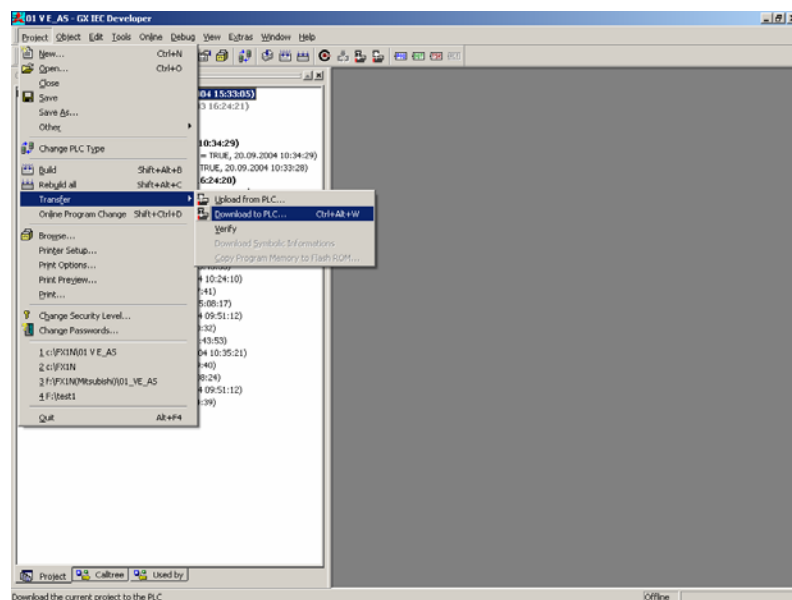 01 V E_A5 - GX IEC Developer
Project Object Edit Tools Online Debug View Extras Window Help
New... Ctrl+N
Open... Ctrl+O
Close
Save
Save As...
Other
Change PLC Type
Build Shift+Alt+B
Rebuild all Shift+Alt+C
Transfer
Online Program Change Shift+Ctrl+D
Browse...
Printer Setup...
Print Options...
Print Preview...
Print...
Change Security Level...
Change Passwords...
1 c:\FX1N\01 V E_A5
2 c:\FX1N
3 f:\FX1N(Mitsubishi)\01_VE_A5
4 F:\test1
Quit Alt+F4
Upload from PLC...
Download to PLC... Ctrl+Alt+W
Verify
Download Symbolic Informations
Copy Program Memory to Flash ROM...
004 15:33:05)
03 16:24:21)
10:34:29)
= TRUE, 20.09.2004 10:34:29)
TRUE, 20.09.2004 10:33:28)
6:24:20)
4 10:24:10)
:41)
5:08:17)
4 09:51:12)
:32)
:43:53)
04 10:35:21)
:40)
08:24)
4 09:51:12)
:39)
Project Calltree Used by
Download the current project to the PLC Offline